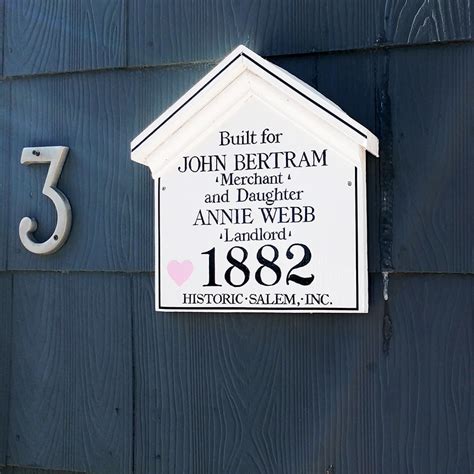 3
Built for
JOHN BERTRAM
·Merchant·
and Daughter
ANNIE WEBB
·Landlord·
1882
HISTORIC·SALEM,·INC.